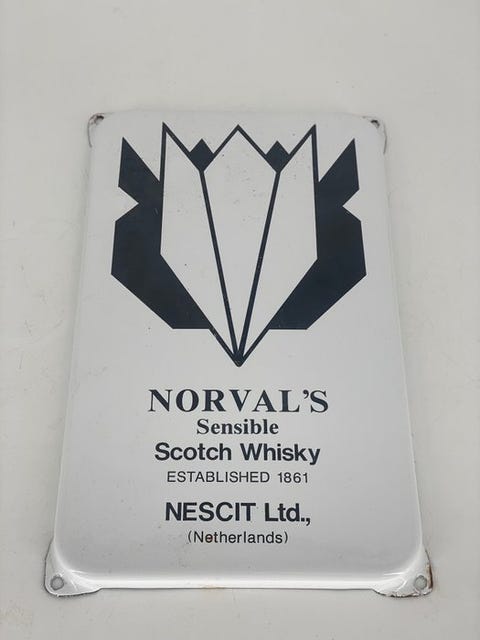 NORVAL'S
Sensible
Scotch Whisky
ESTABLISHED 1861
NESCIT Ltd.,
(Netherlands)